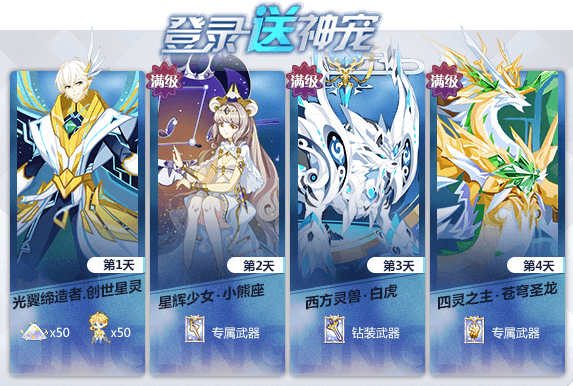 登录送神宠
满级
满级
满级
第1天
第2天
第3天
第4天
光翼缔造者.创世星灵
星辉少女·小熊座
西方灵兽·白虎
四灵之主·苍穹圣龙
x50
x50
专属武器
钻装武器
专属武器